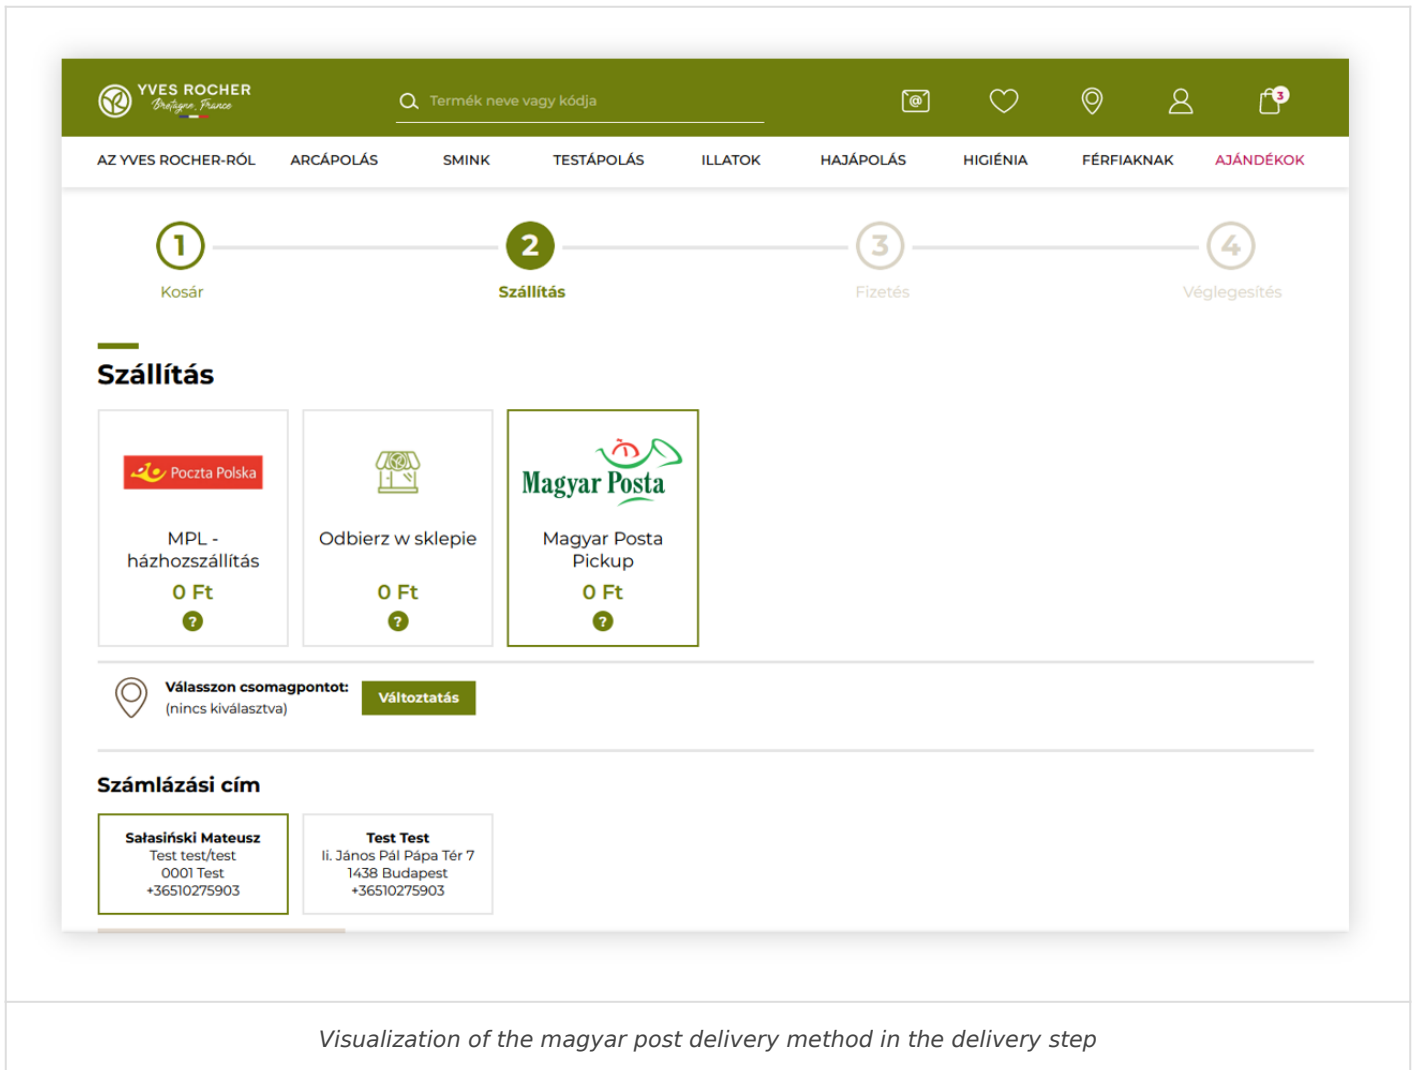 YVES ROCHER
Bretagne, France
Termék neve vagy kódja
@
3
AZ YVES ROCHER-RÓL ARCÁPOLÁS SMINK TESTÁPOLÁS ILLATOK HAJÁPOLÁS HIGIÉNIA FÉRFIAKNAK AJÁNDÉKOK
1 2 3 4
Kosár Szállítás Fizetés Véglegesítés
Szállítás
Poczta Polska
MPL -
házhozszállítás
0 Ft
?
Odbierz w sklepie
0 Ft
?
Magyar Posta
Magyar Posta
Pickup
0 Ft
?
Válasszon csomagpontot:
(nincs kiválasztva)
Változtatás
Számlázási cím
Sałasiński Mateusz
Test test/test
0001 Test
+36510275903
Test Test
Ii. János Pál Pápa Tér 7
1438 Budapest
+36510275903
Visualization of the magyar post delivery method in the delivery step